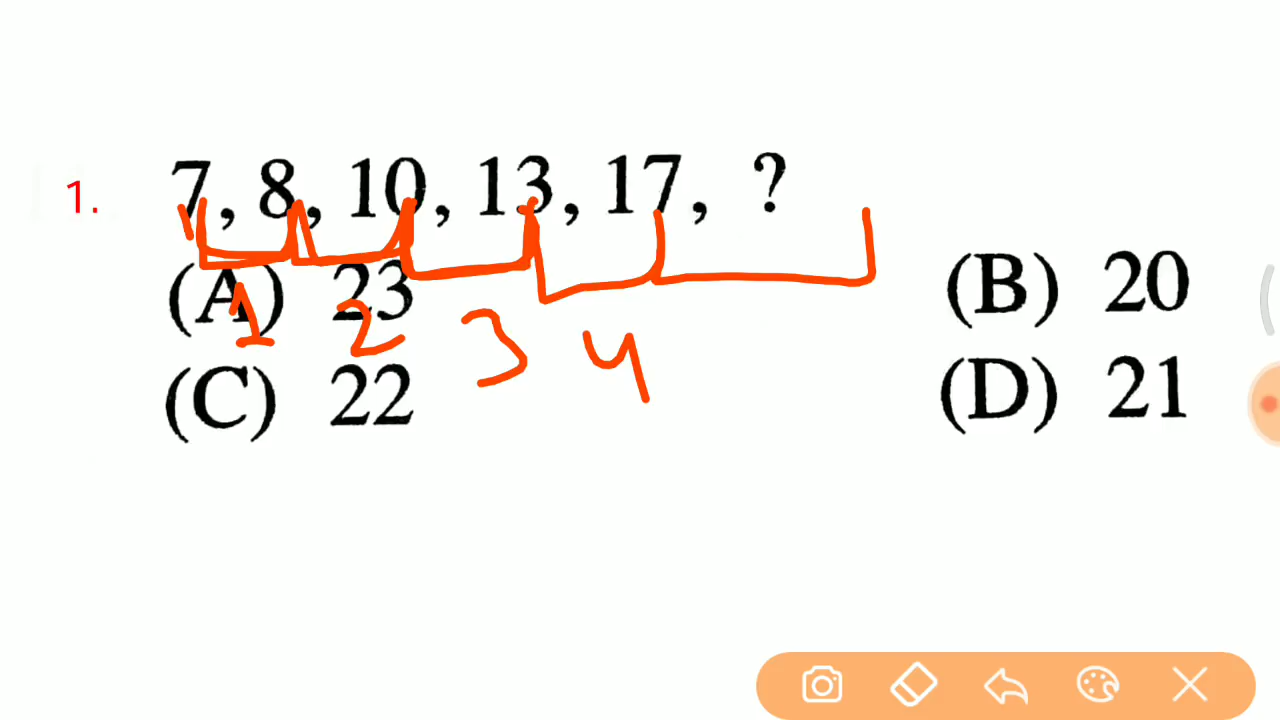 1. 7, 8, 10, 13, 17, ?
(A) 23 (B) 20
1 2 3 4
(C) 22 (D) 21